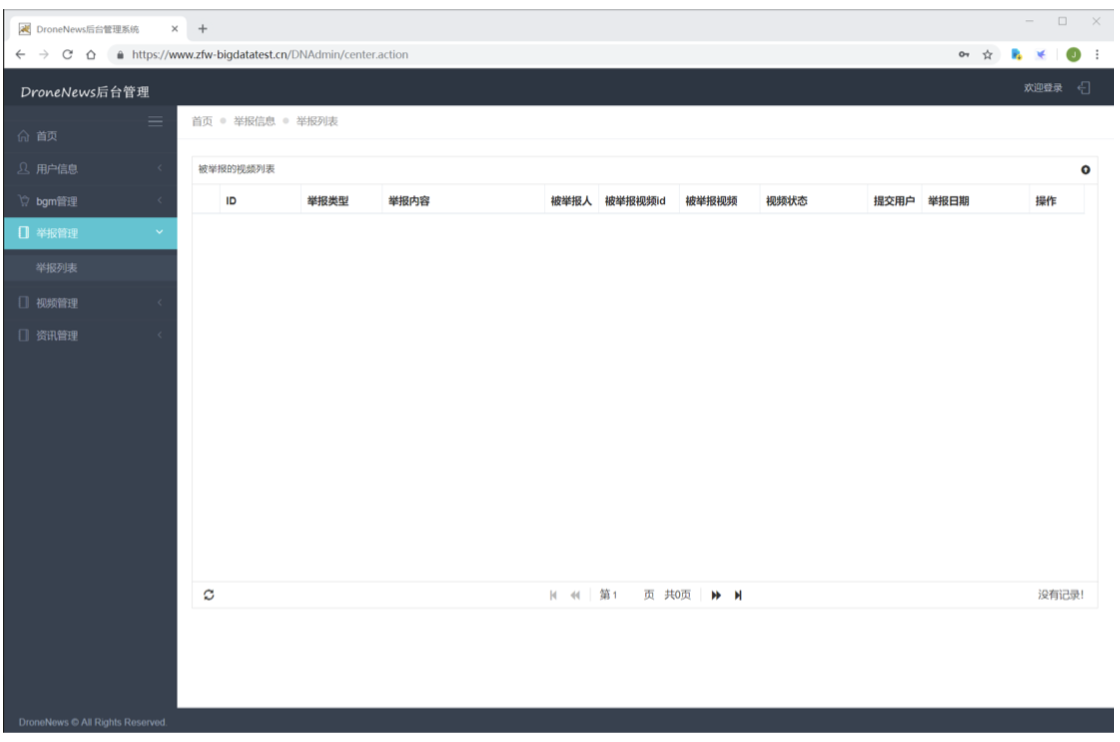 DroneNews后台管理系统
https://www.zfw-bigdatatest.cn/DNAdmin/center.action
J
DroneNews后台管理
欢迎登录
首页 举报信息 举报列表
首页
用户信息
bgm管理
举报管理
举报列表
视频管理
资讯管理
被举报的视频列表
ID 举报类型 举报内容 被举报人 被举报视频id 被举报视频 视频状态 提交用户 举报日期 操作
第 1 页 共0页 没有记录!
DroneNews © All Rights Reserved.